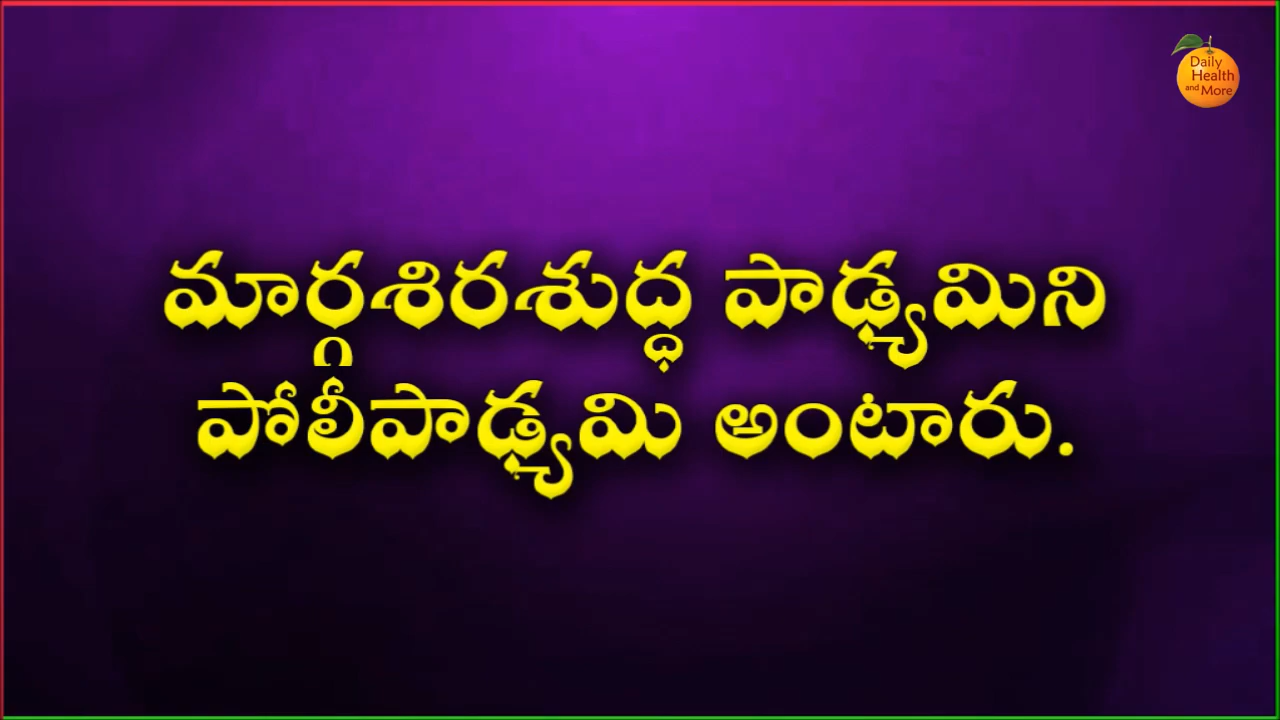 Daily
Health
and More
మార్గశిరశుద్ధ పాఢ్యమిని
పోలీపాఢ్యమి అంటారు.